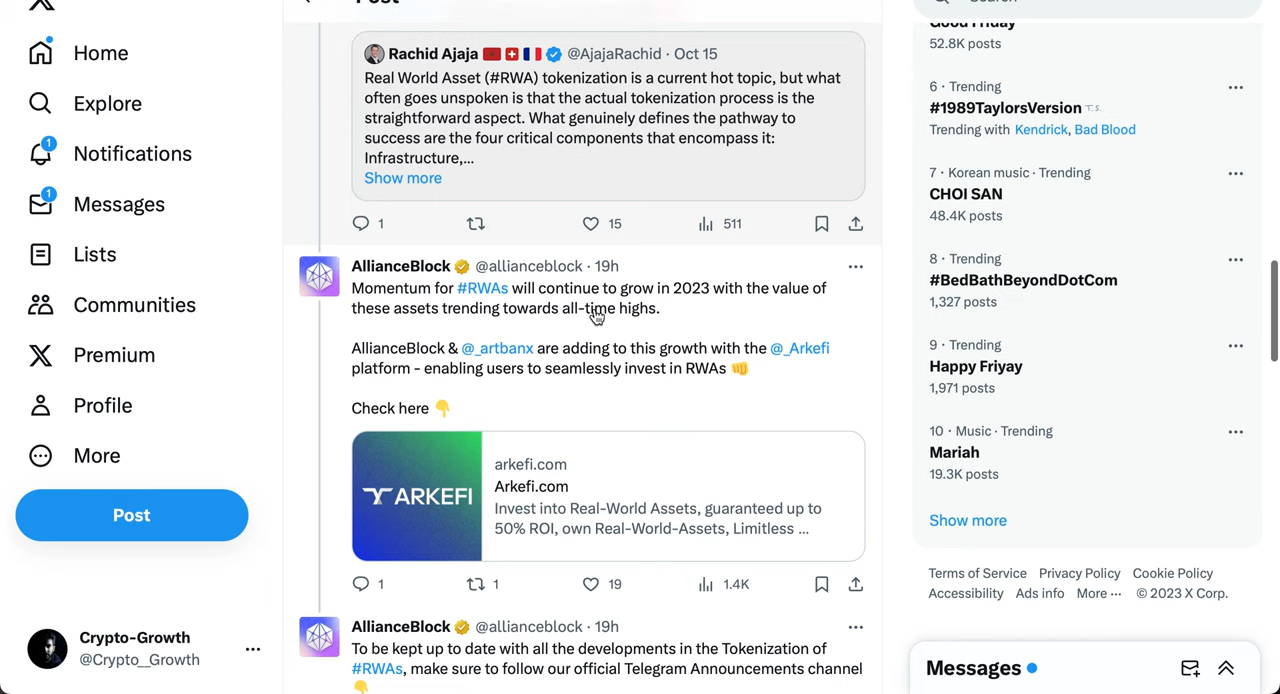 Home
Explore
1
Notifications
1
Messages
Lists
Communities
Premium
Profile
More
Post
Crypto-Growth
@Crypto__Growth
Post
Rachid Ajaja @AjajaRachid · Oct 15
Real World Asset (#RWA) tokenization is a current hot topic, but what
often goes unspoken is that the actual tokenization process is the
straightforward aspect. What genuinely defines the pathway to
success are the four critical components that encompass it:
Infrastructure,...
Show more
1 15 511
AllianceBlock @allianceblock · 19h
Momentum for #RWAs will continue to grow in 2023 with the value of
these assets trending towards all-time highs.
AllianceBlock & @_artbanx are adding to this growth with the @_Arkefi
platform - enabling users to seamlessly invest in RWAs 👊
Check here 👇
ARKEFI
arkefi.com
Arkefi.com
Invest into Real-World Assets, guaranteed up to
50% ROI, own Real-World-Assets, Limitless ...
1 1 19 1.4K
AllianceBlock @allianceblock · 19h
To be kept up to date with all the developments in the Tokenization of
#RWAs, make sure to follow our official Telegram Announcements channel
👇
Search
Good Friday
52.8K posts
6 · Trending
#1989TaylorsVersion
Trending with Kendrick, Bad Blood
7 · Korean music · Trending
CHOI SAN
48.4K posts
8 · Trending
#BedBathBeyondDotCom
1,327 posts
9 · Trending
Happy Friyay
1,971 posts
10 · Music · Trending
Mariah
19.3K posts
Show more
Terms of Service Privacy Policy Cookie Policy
Accessibility Ads info More ··· © 2023 X Corp.
Messages